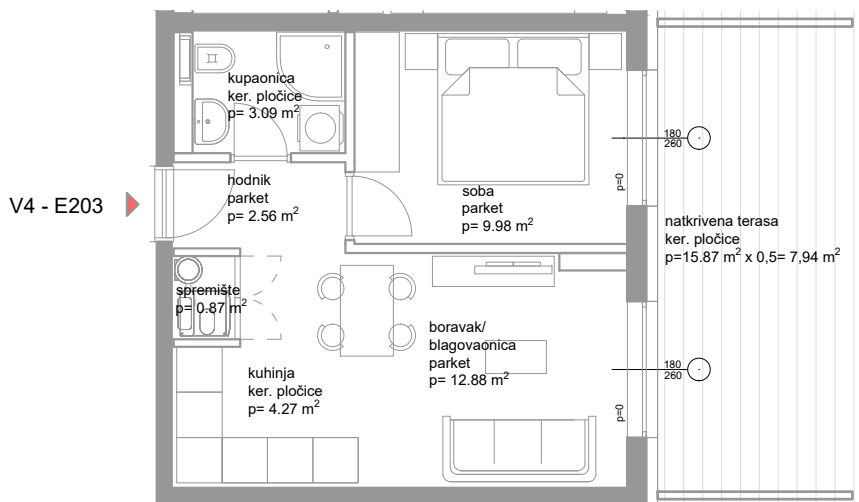 kupaonica
ker. pločice
p= 3.09 m²
hodnik
parket
p= 2.56 m²
V4 - E203
soba
parket
p= 9.98 m²
180
260
p=0
natkrivena terasa
ker. pločice
p=15.87 m² x 0,5= 7,94 m²
spremište
p= 0.87 m²
boravak/
blagovaonica
parket
p= 12.88 m²
kuhinja
ker. pločice
p= 4.27 m²
180
260
p=0